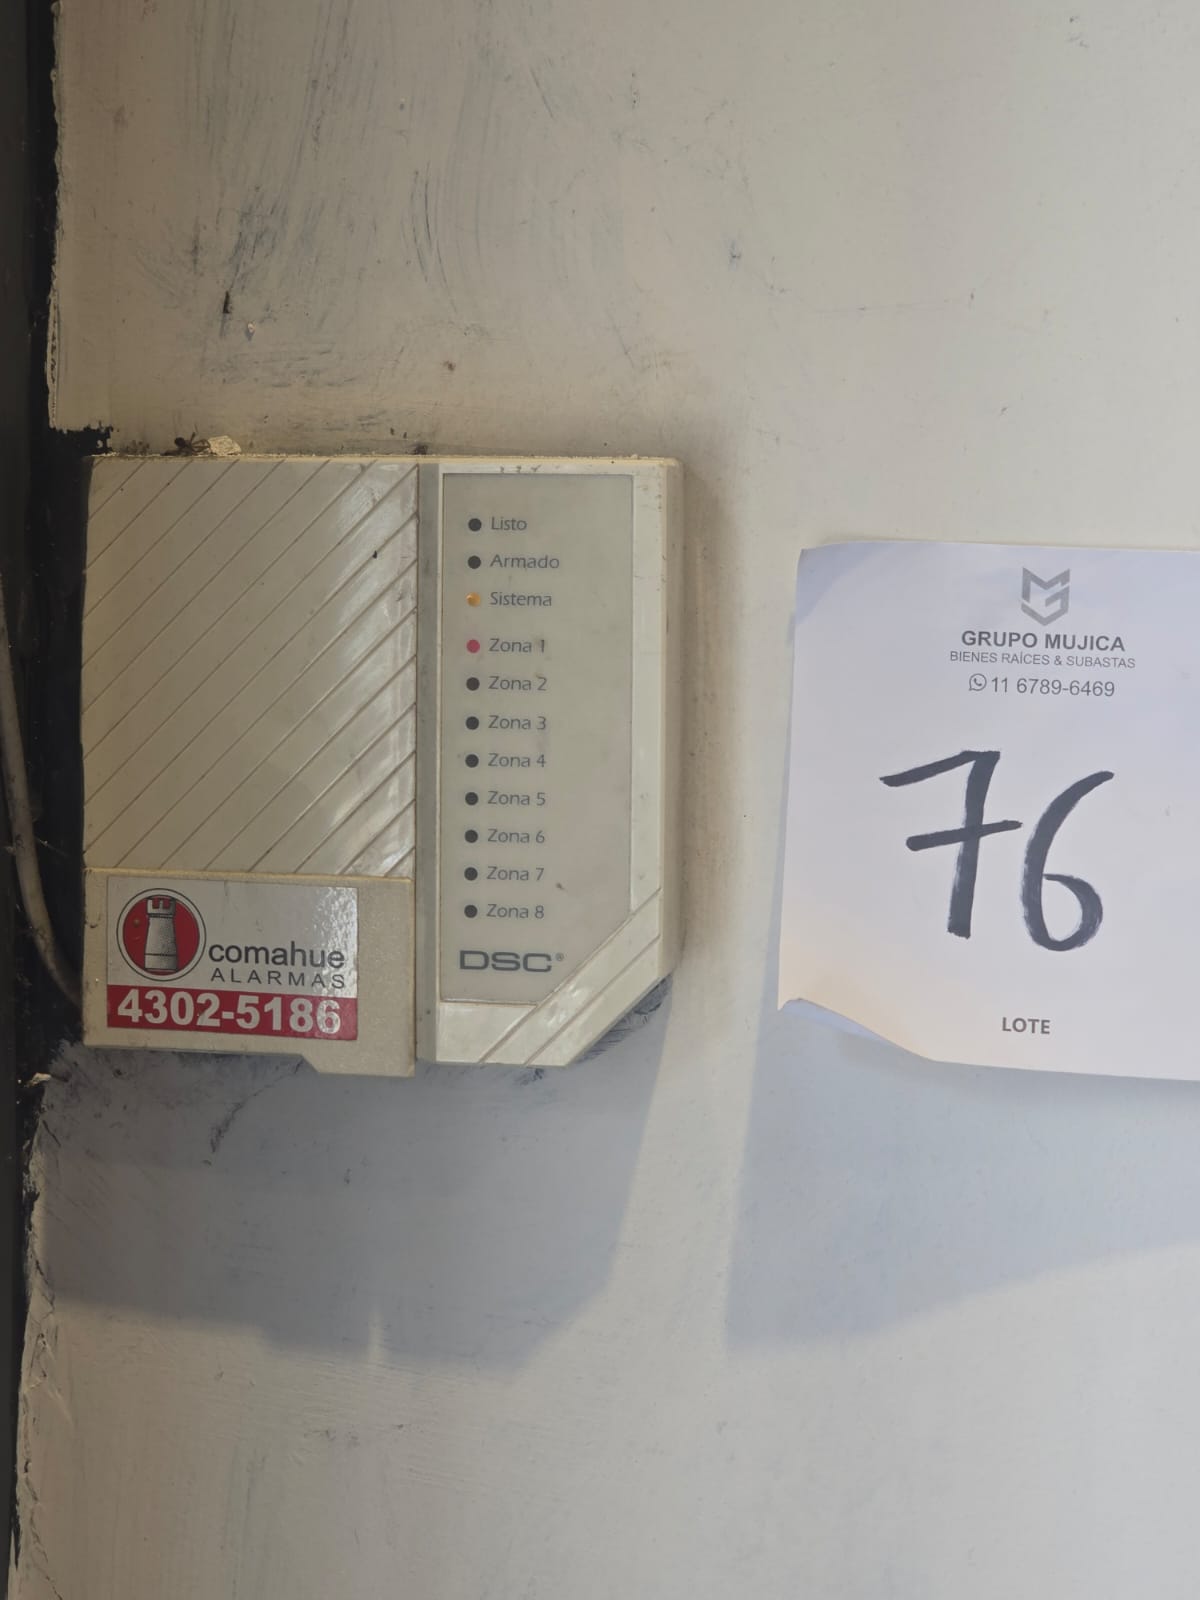 Listo
Armado
Sistema
Zona 1
Zona 2
Zona 3
Zona 4
Zona 5
Zona 6
Zona 7
Zona 8
DSC®
comahue
ALARMAS
4302-5186
MG
GRUPO MUJICA
BIENES RAÍCES & SUBASTAS
11 6789-6469
76
LOTE